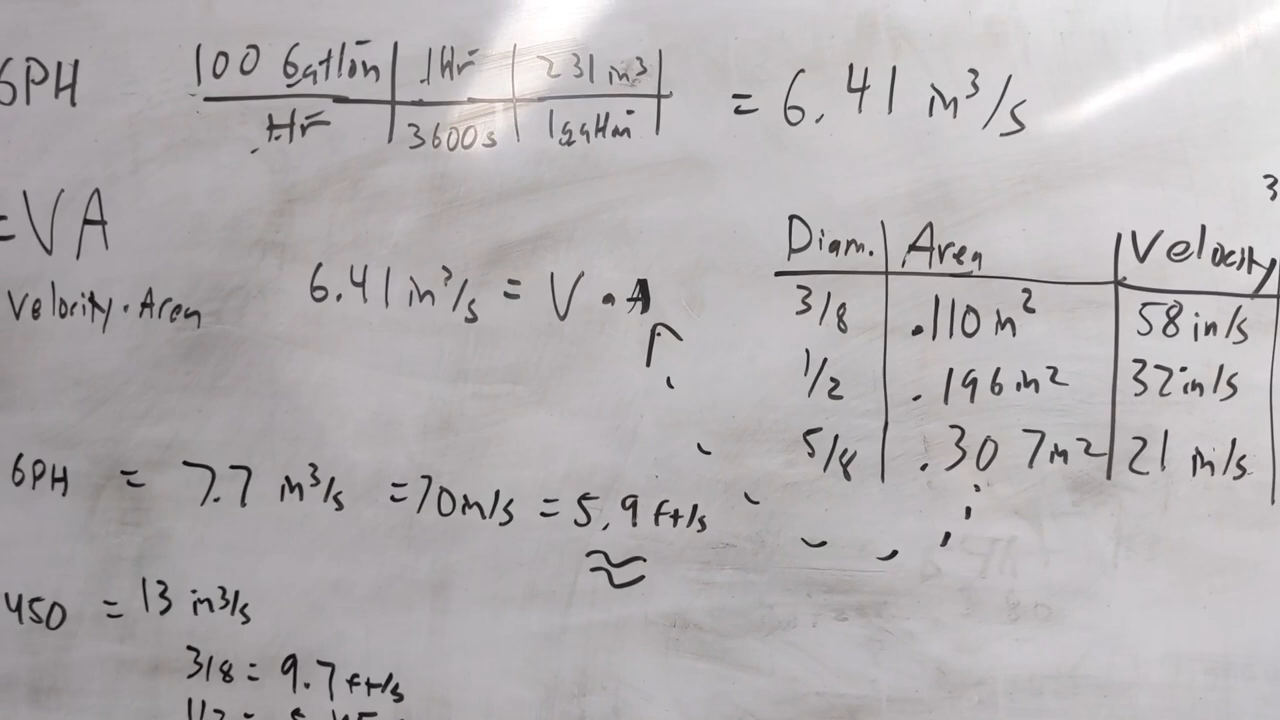 GPH 100 Gallon | 1Hr | 231 in³ = 6.41 in³/s
Hr | 3600s | 1gallon
=VA
Velocity · Area
6.41 in³/s = V · A
3
Diam. | Area | Velocity
3/8 | .110 in² | 58 in/s
1/2 | .196 in² | 32 in/s
5/8 | .307 in² | 21 in/s
GPH = 7.7 in³/s = 70 in/s = 5.9 ft/s
450 = 13 in³/s
3/8 = 9.7 ft/s